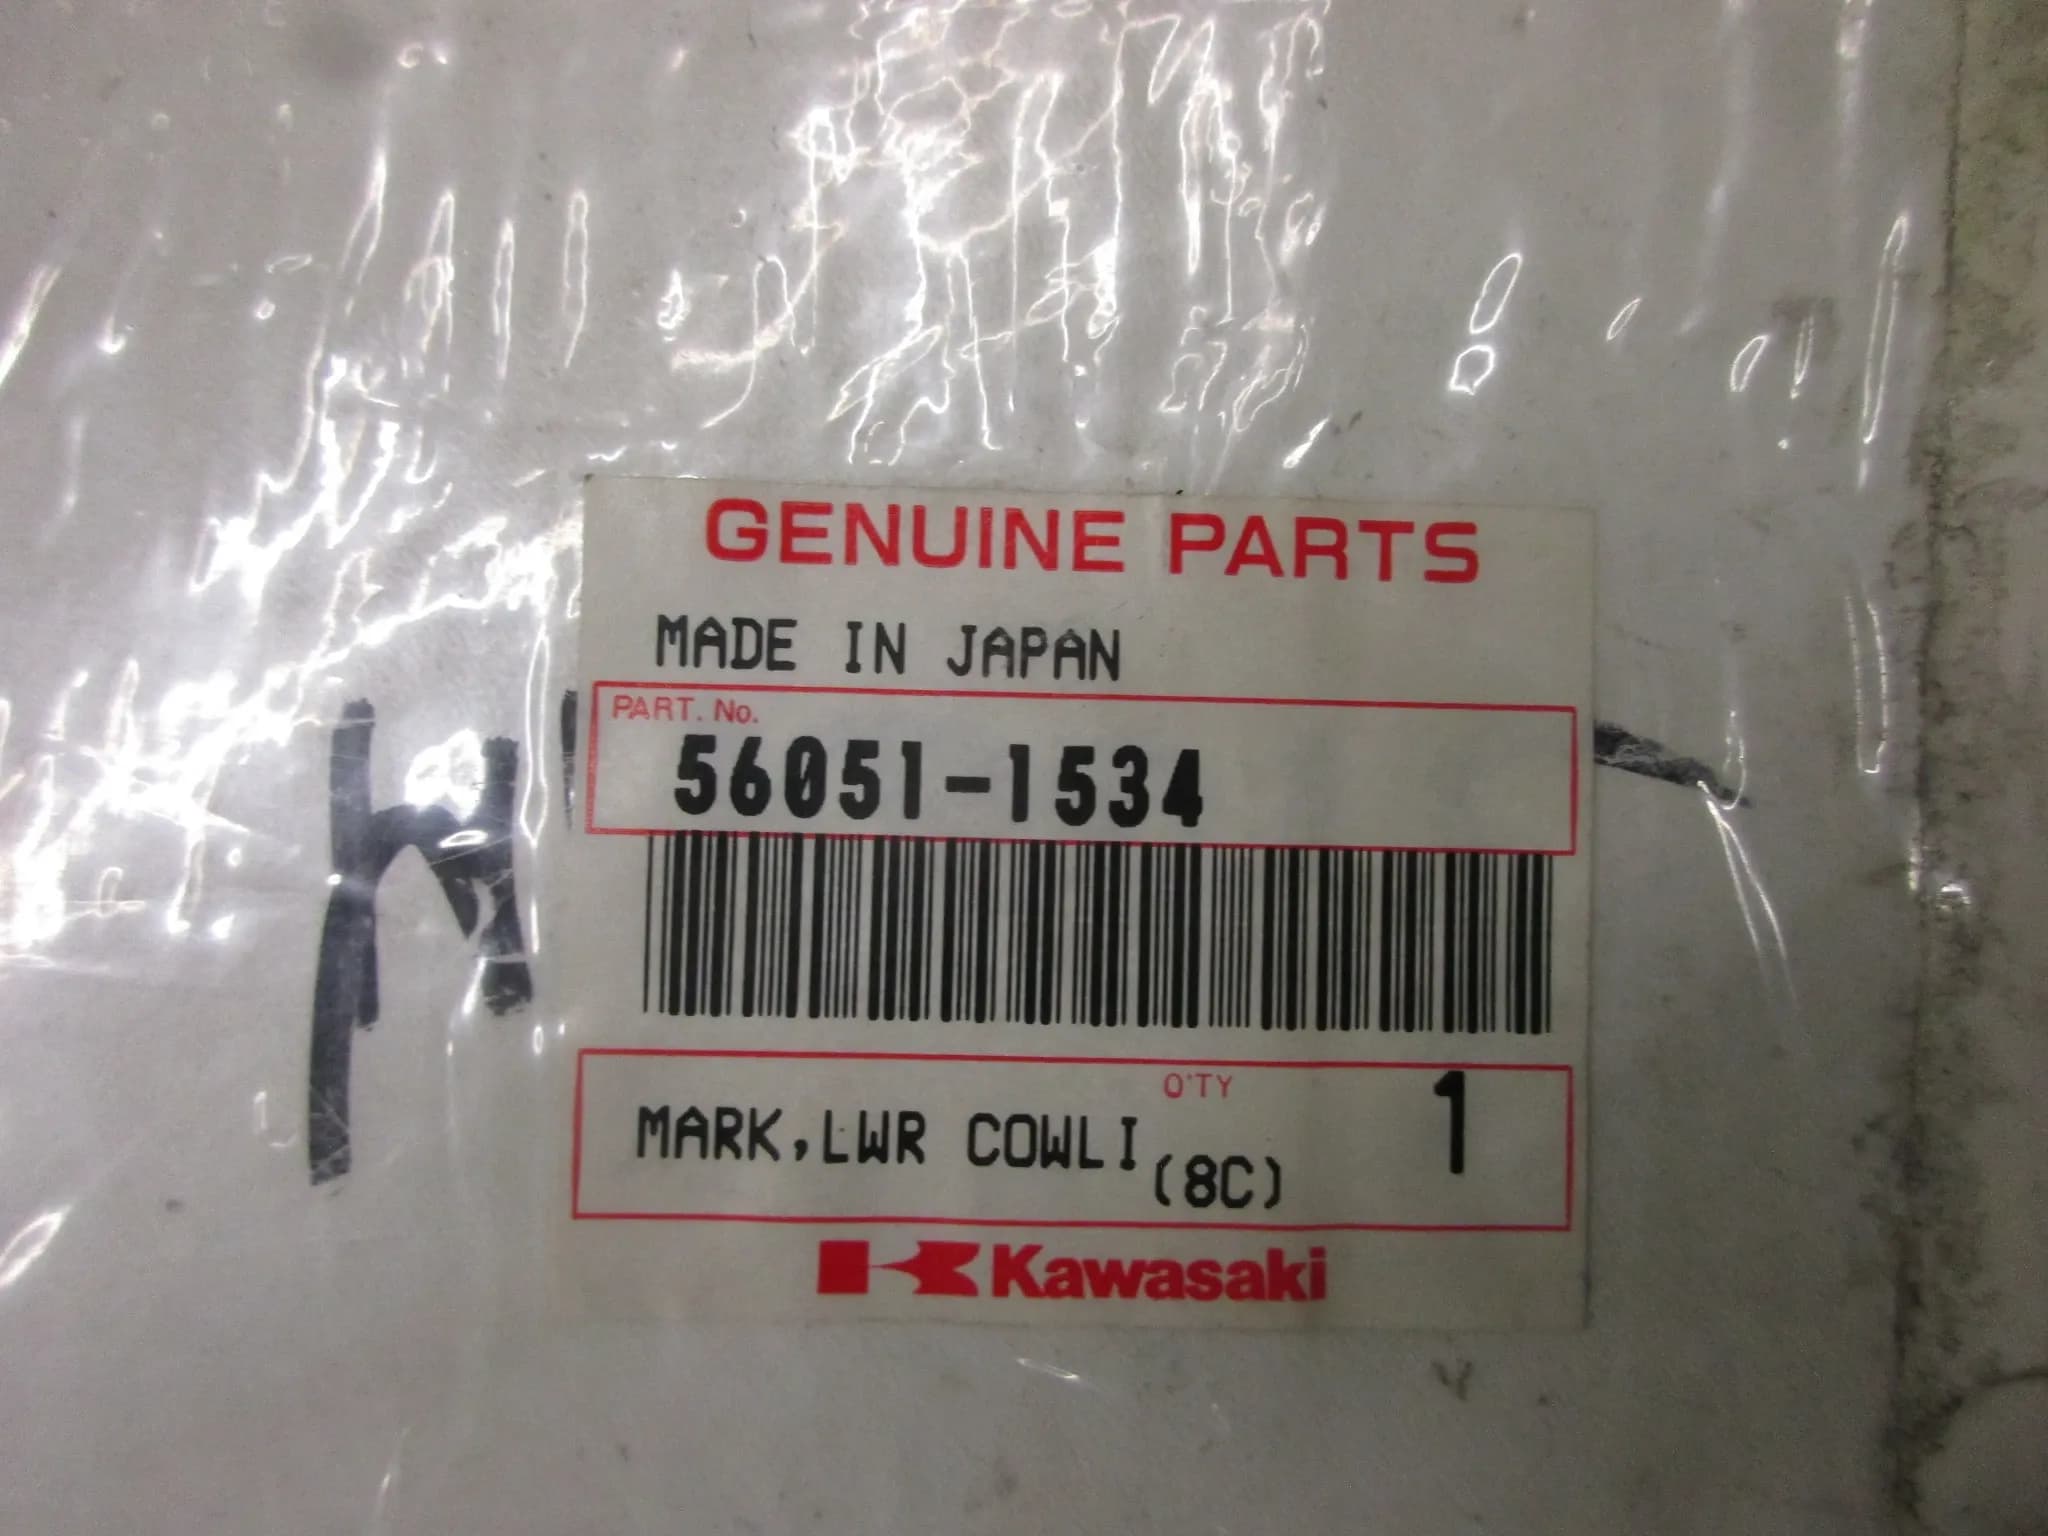 GENUINE PARTS
MADE IN JAPAN
PART. No.
56051-1534
Q'TY
MARK,LWR COWLI (8C) 1
Kawasaki